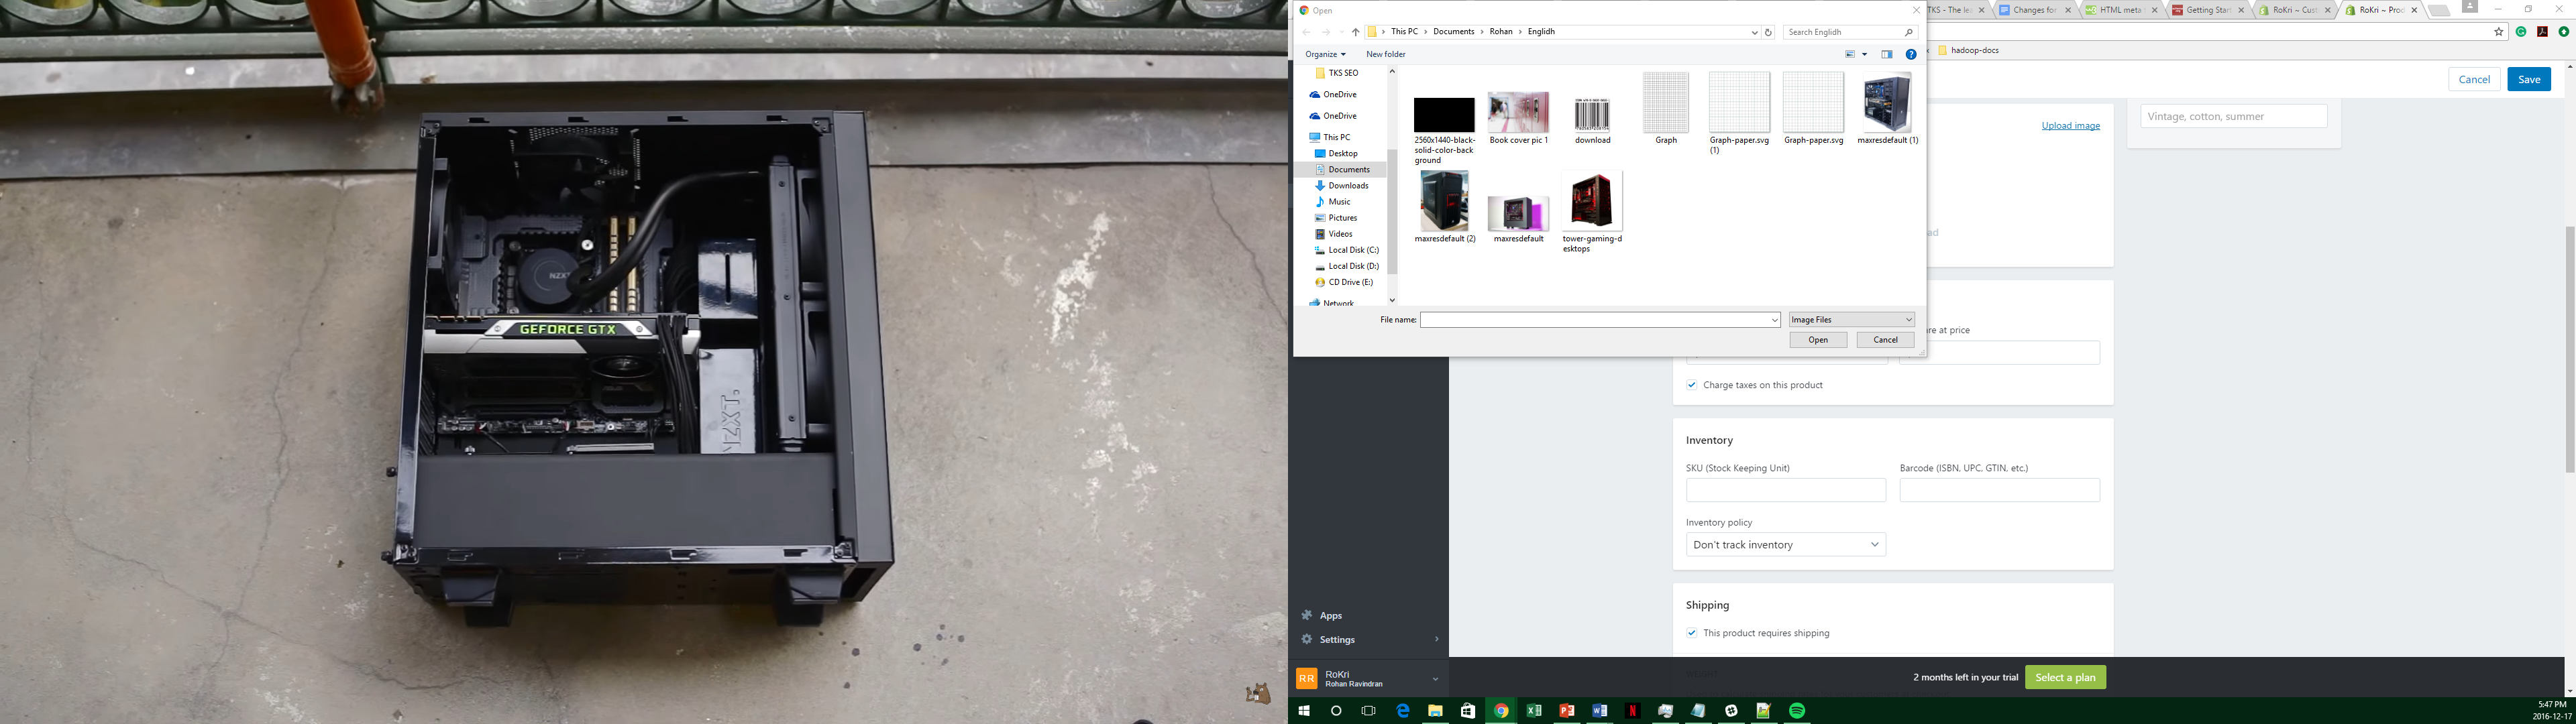 NZXT
GEFORCE GTX
NZXT.
Open
TKS - The lea
Changes for
HTML meta
Getting Start
RoKri ~ Cust
RoKri ~ Prod
This PC
Documents
Rohan
Englidh
Search Englidh
Organize
New folder
hadoop-docs
TKS SEO
OneDrive
OneDrive
This PC
Desktop
Documents
Downloads
Music
Pictures
Videos
Local Disk (C:)
Local Disk (D:)
CD Drive (E:)
Network
2560x1440-black-
solid-color-back
ground
Book cover pic 1
download
Graph
Graph-paper.svg
(1)
Graph-paper.svg
maxresdefault (1)
maxresdefault (2)
maxresdefault
tower-gaming-d
esktops
File name:
Image Files
Open
Cancel
Cancel
Save
Upload image
Vintage, cotton, summer
ad
are at price
Charge taxes on this product
Inventory
SKU (Stock Keeping Unit)
Barcode (ISBN, UPC, GTIN, etc.)
Inventory policy
Don't track inventory
Shipping
This product requires shipping
Apps
Settings
RR
RoKri
Rohan Ravindran
2 months left in your trial
Select a plan
5:47 PM
2016-12-17